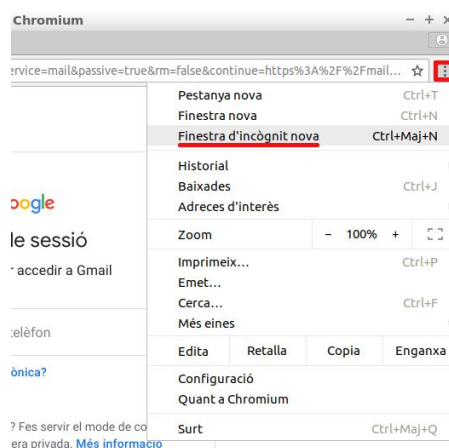 Chromium
ervice=mail&passive=true&rm=false&continue=https%3A%2F%2Fmail...
Pestanya nova Ctrl+T
Finestra nova Ctrl+N
Finestra d'incògnit nova Ctrl+Maj+N
Historial
Baixades Ctrl+J
Adreces d'interès
Zoom - 100% +
Imprimeix... Ctrl+P
Emet...
Cerca... Ctrl+F
Més eines
Edita Retalla Copia Enganxa
Configuració
Quant a Chromium
Surt Ctrl+Maj+Q
oogle
le sessió
r accedir a Gmail
elèfon
ònica?
? Fes servir el mode de co
era privada. Més informacio